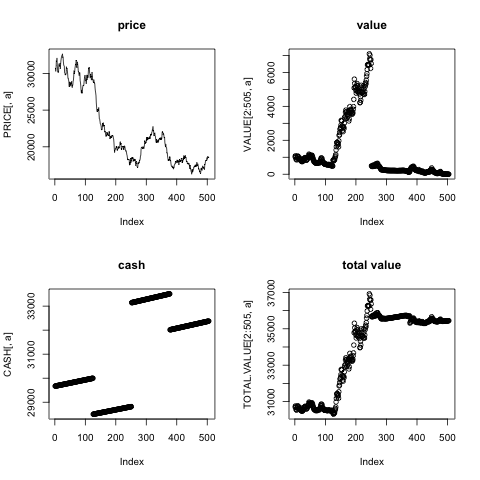 price
PRICE[, a]
20000 25000 30000
0 100 200 300 400 500
Index
value
VALUE[2:505, a]
0 2000 4000 6000
0 100 200 300 400 500
Index
cash
CASH[, a]
29000 31000 33000
0 100 200 300 400 500
Index
total value
TOTAL.VALUE[2:505, a]
31000 33000 35000 37000
0 100 200 300 400 500
Index